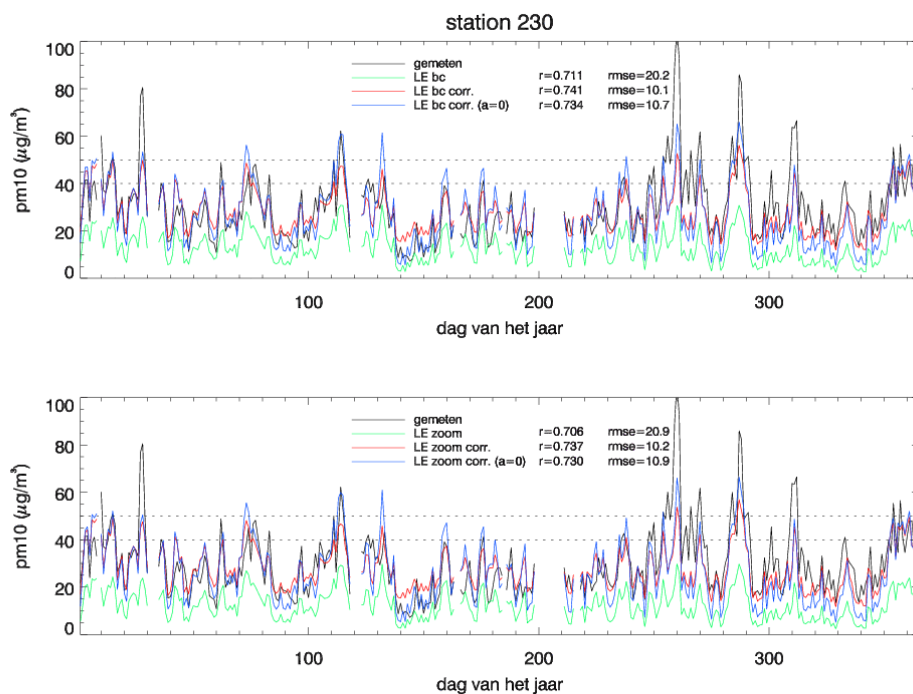 station 230
100
80
60
40
20
0
pm10 (μg/m³)
gemeten
LE bc r=0.711 rmse=20.2
LE bc corr. r=0.741 rmse=10.1
LE bc corr. (a=0) r=0.734 rmse=10.7
100 200 300
dag van het jaar
100
80
60
40
20
0
pm10 (μg/m³)
gemeten
LE zoom r=0.706 rmse=20.9
LE zoom corr. r=0.737 rmse=10.2
LE zoom corr. (a=0) r=0.730 rmse=10.9
100 200 300
dag van het jaar